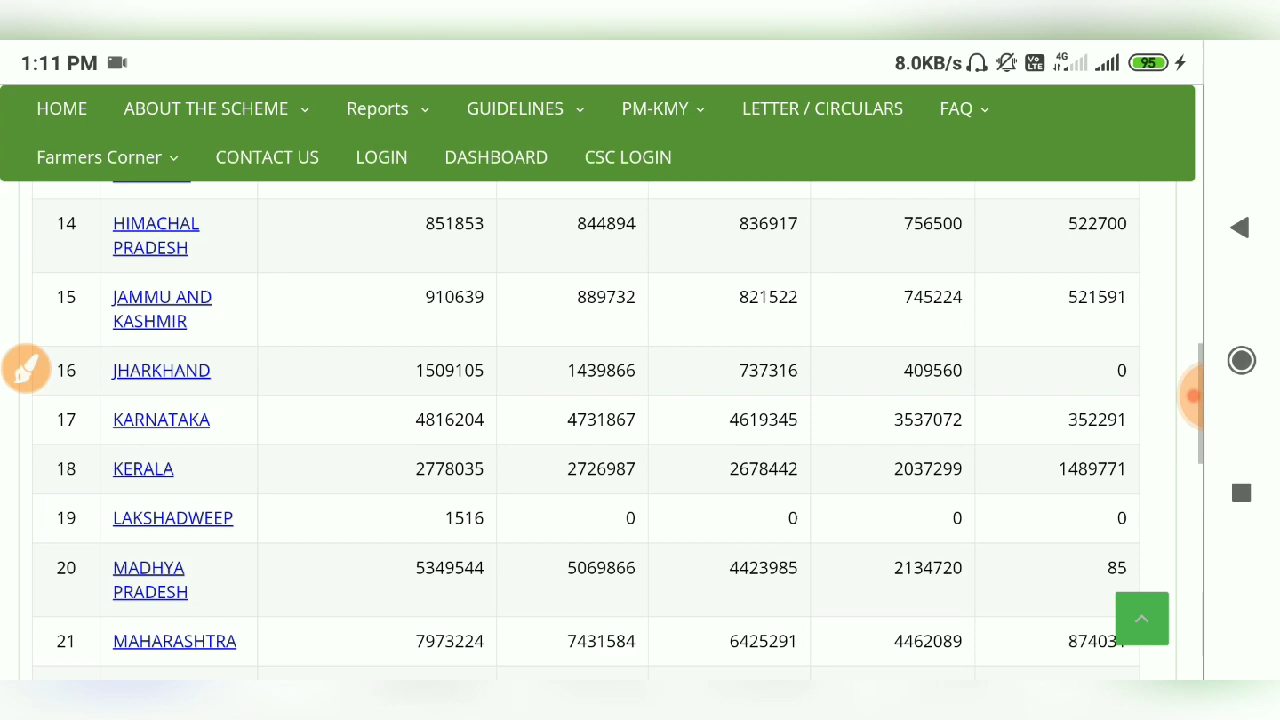 1:11 PM 8.0KB/s Vo LTE 4G 95
HOME ABOUT THE SCHEME Reports GUIDELINES PM-KMY LETTER / CIRCULARS FAQ
Farmers Corner CONTACT US LOGIN DASHBOARD CSC LOGIN
14 HIMACHAL 851853 844894 836917 756500 522700
PRADESH
15 JAMMU AND 910639 889732 821522 745224 521591
KASHMIR
16 JHARKHAND 1509105 1439866 737316 409560 0
17 KARNATAKA 4816204 4731867 4619345 3537072 352291
18 KERALA 2778035 2726987 2678442 2037299 1489771
19 LAKSHADWEEP 1516 0 0 0 0
20 MADHYA 5349544 5069866 4423985 2134720 85
PRADESH
21 MAHARASHTRA 7973224 7431584 6425291 4462089